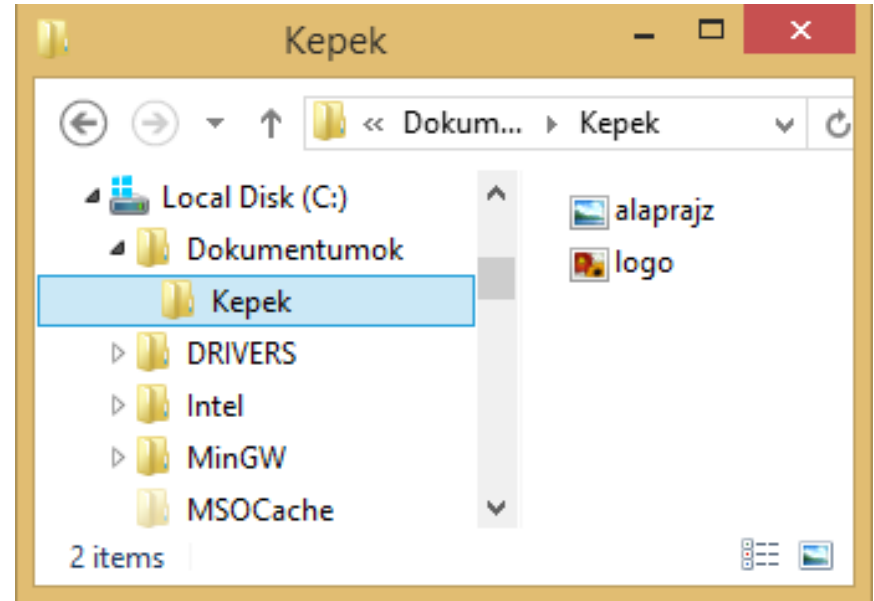 Kepek
« Dokum... Kepek
Local Disk (C:)
Dokumentumok
Kepek
DRIVERS
Intel
MinGW
MSOCache
alaprajz
logo
2 items